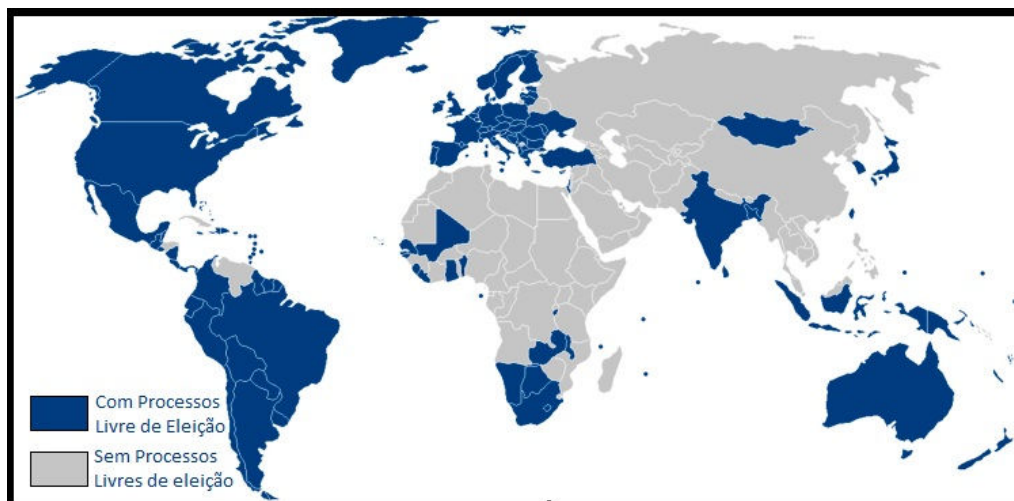 Com Processos
Livre de Eleição
Sem Processos
Livres de eleição